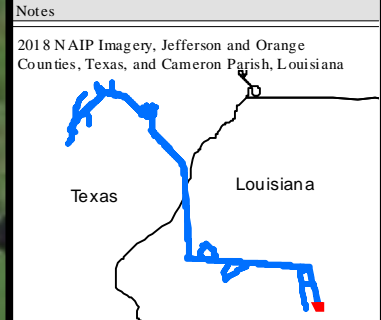 Notes
2018 NAIP Imagery, Jefferson and Orange
Counties, Texas, and Cameron Parish, Louisiana
Texas
Louisiana